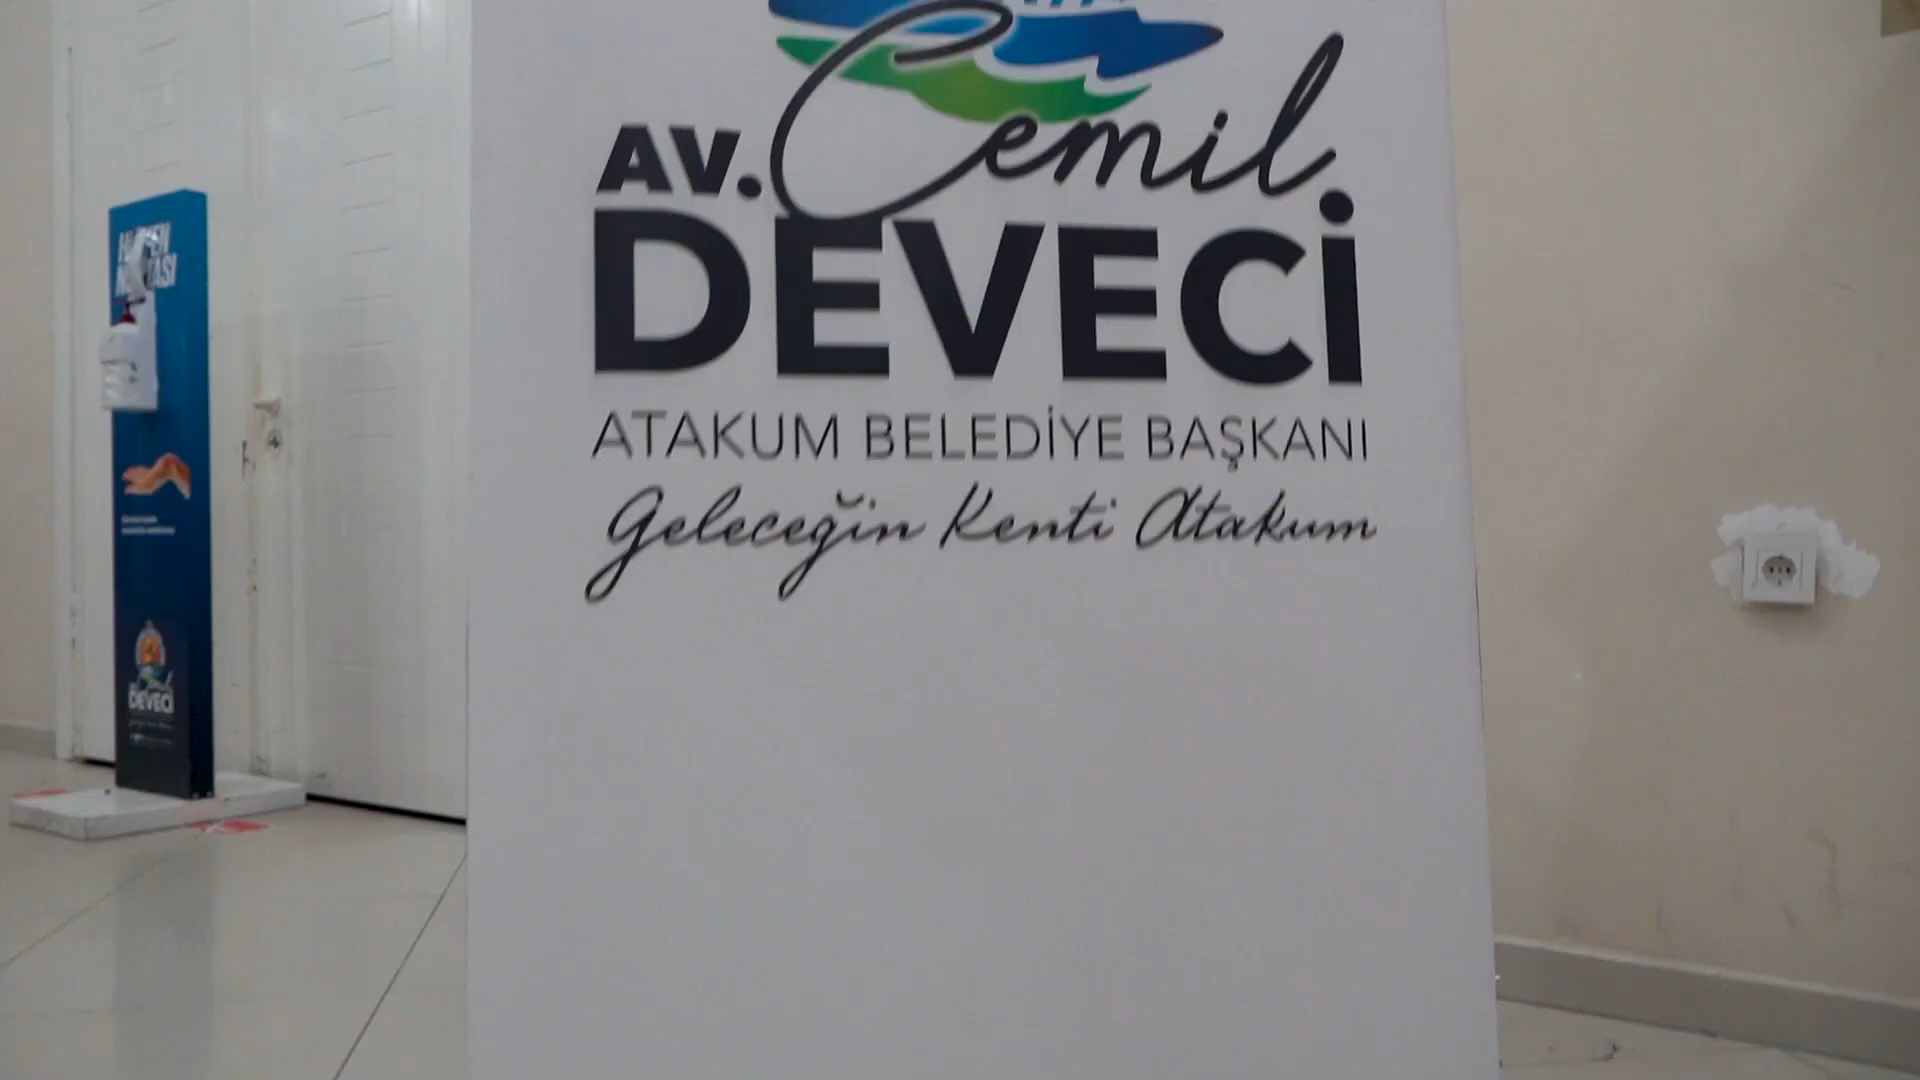 AV. Cemil
DEVECİ
ATAKUM BELEDİYE BAŞKANI
Geleceğin Kenti Atakum
DEVECİ